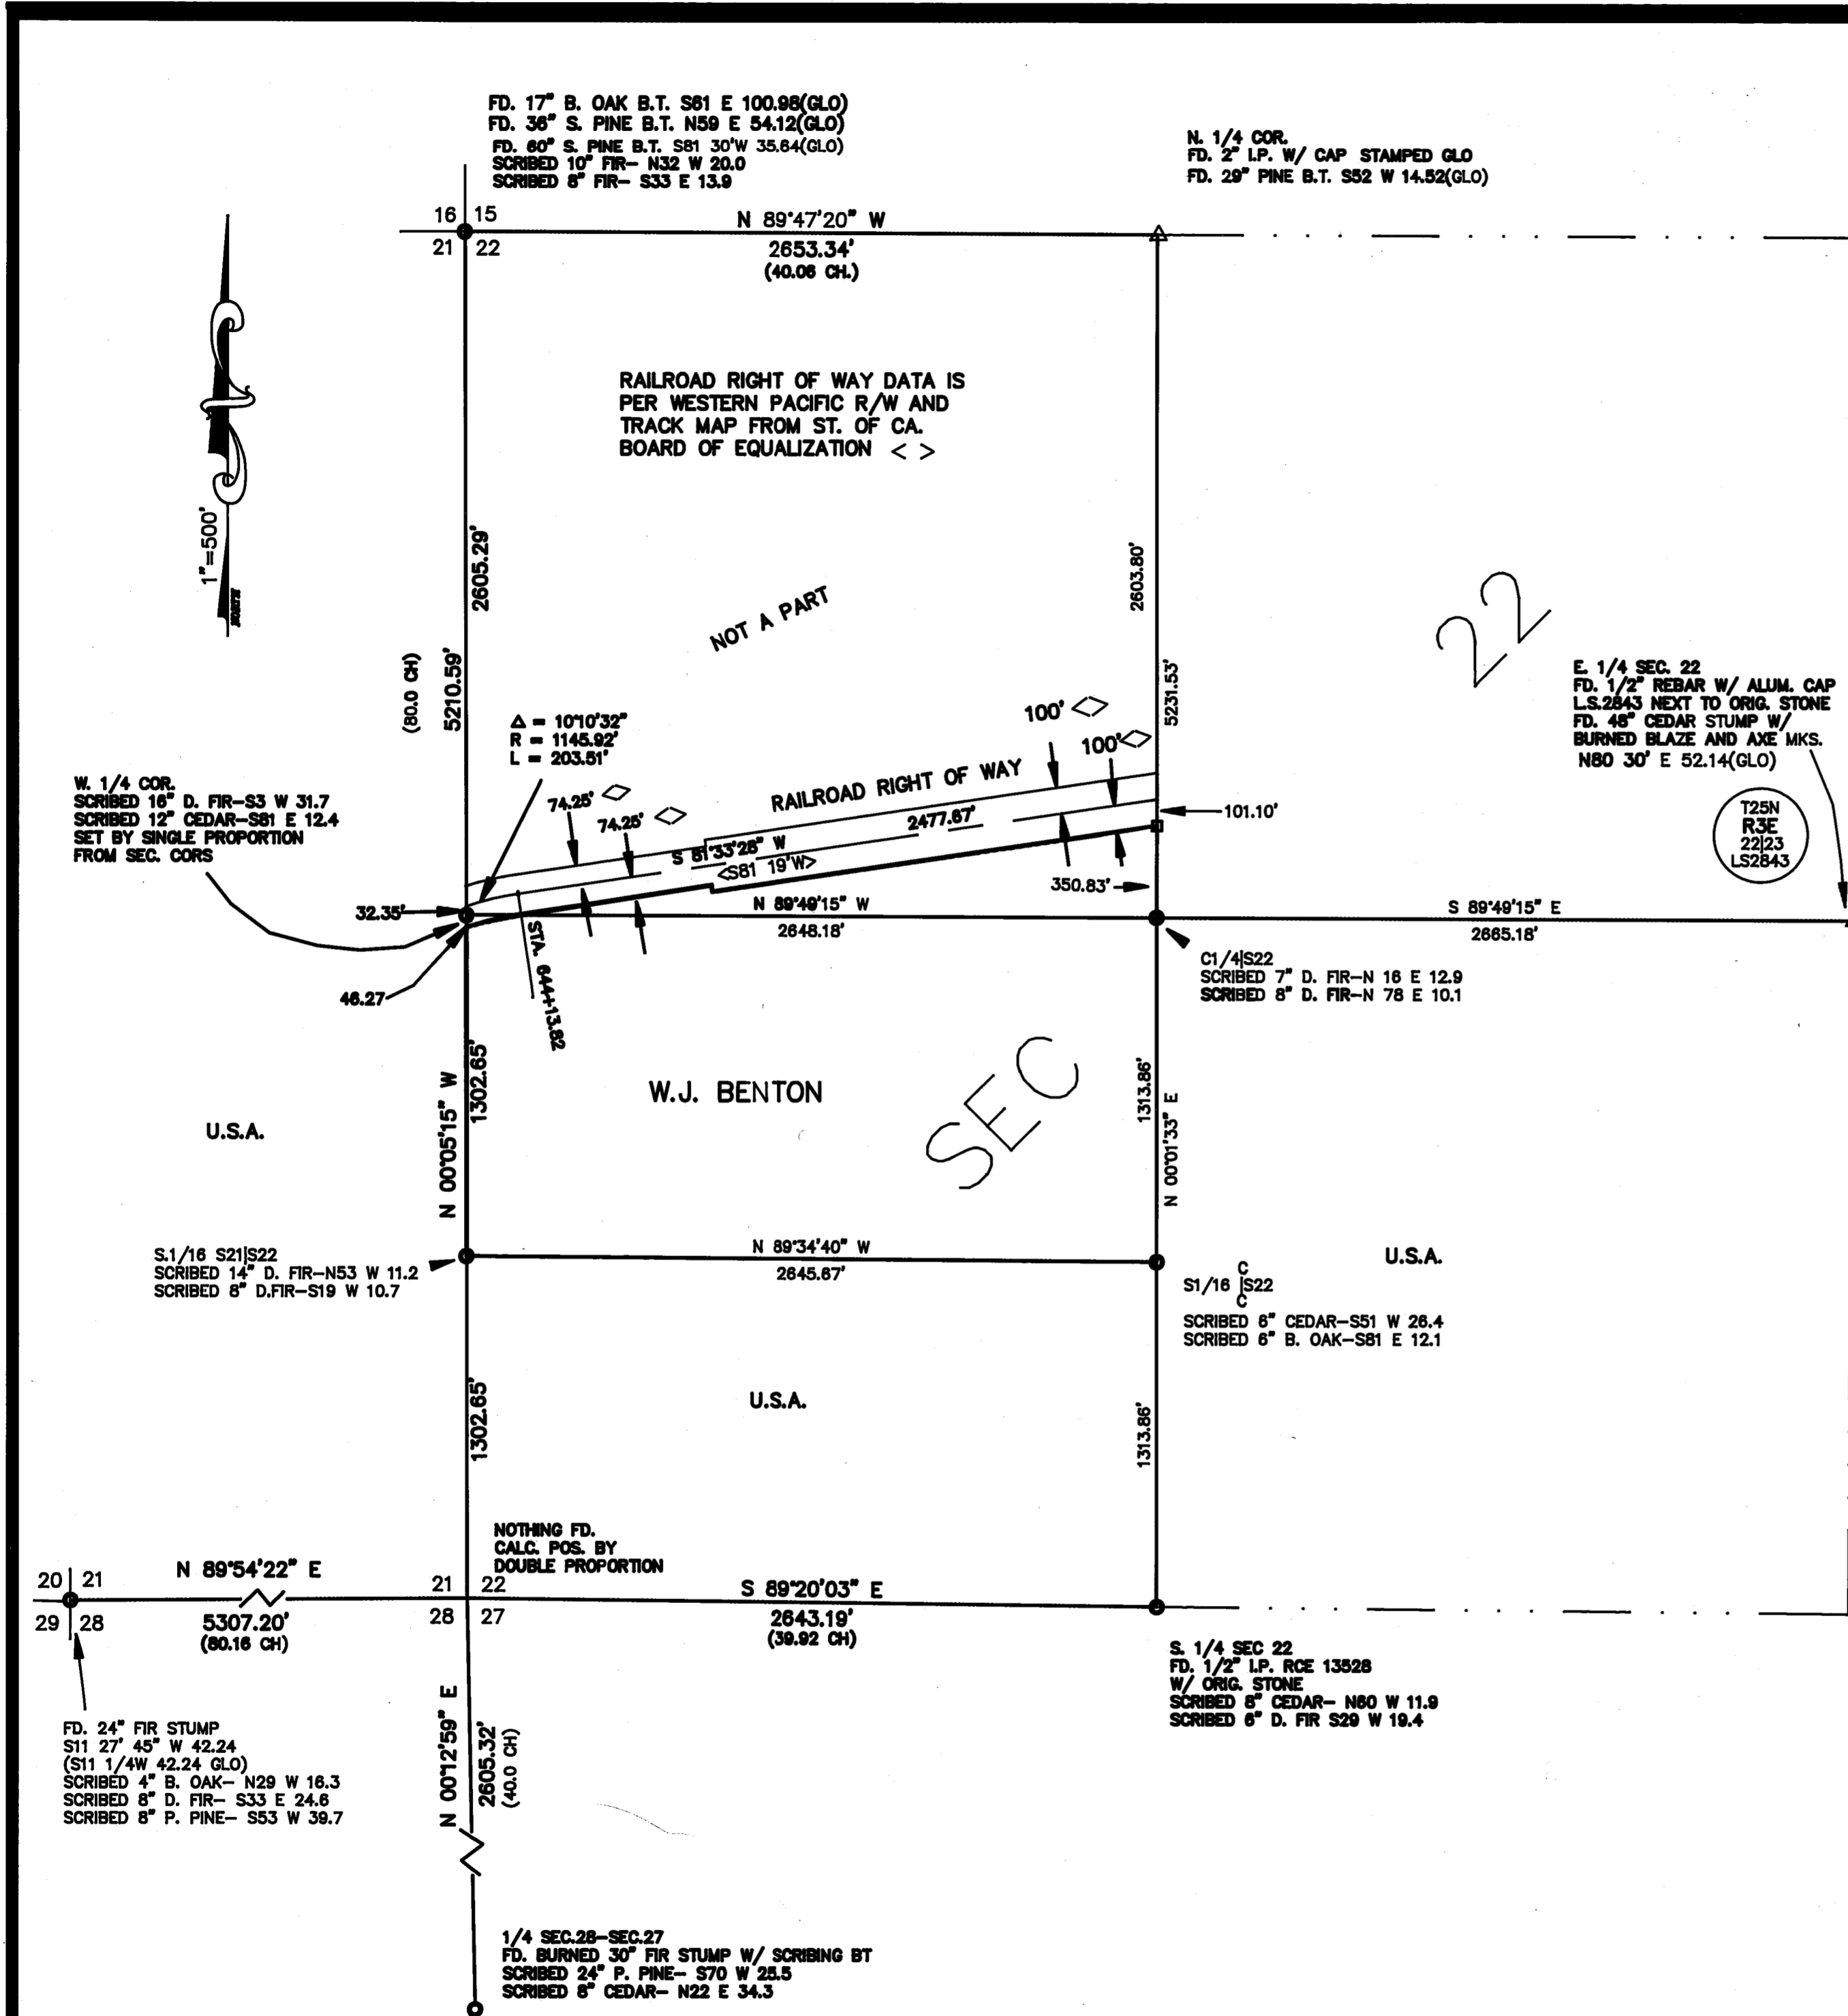 FD. 17" B. OAK B.T. S61 E 100.98(GLO)
FD. 36" S. PINE B.T. N59 E 54.12(GLO)
FD. 60" S. PINE B.T. S81 30'W 35.64(GLO)
SCRIBED 10" FIR– N32 W 20.0
SCRIBED 8" FIR– S33 E 13.9
N. 1/4 COR.
FD. 2" I.P. W/ CAP STAMPED GLO
FD. 29" PINE B.T. S52 W 14.52(GLO)
16 15
21 22
N 89°47'20" W
2653.34'
(40.06 CH.)
1"=500'
NORTH
RAILROAD RIGHT OF WAY DATA IS
PER WESTERN PACIFIC R/W AND
TRACK MAP FROM ST. OF CA.
BOARD OF EQUALIZATION < >
2605.29'
(80.0 CH)
5210.59'
NOT A PART
2603.80'
5231.53'
22
E. 1/4 SEC. 22
FD. 1/2" REBAR W/ ALUM. CAP
L.S.2843 NEXT TO ORIG. STONE
FD. 48" CEDAR STUMP W/
BURNED BLAZE AND AXE MKS.
N80 30' E 52.14(GLO)
T25N
R3E
22|23
LS2843
Δ = 10°10'32"
R = 1145.92'
L = 203.51'
W. 1/4 COR.
SCRIBED 16" D. FIR–S3 W 31.7
SCRIBED 12" CEDAR–S81 E 12.4
SET BY SINGLE PROPORTION
FROM SEC. CORS
74.25' <>
74.25' <>
RAILROAD RIGHT OF WAY
100' <>
100' <>
2477.67'
S 81°33'28" W
<S81 19'W>
101.10'
350.83'
32.35'
46.27
STA. 644+13.82
N 89°49'15" W
2648.18'
S 89°49'15" E
2665.18'
C1/4|S22
SCRIBED 7" D. FIR–N 16 E 12.9
SCRIBED 8" D. FIR–N 78 E 10.1
1302.65'
N 00°05'15" W
W.J. BENTON
SEC
1313.86'
N 00°01'33" E
U.S.A.
S.1/16 S21|S22
SCRIBED 14" D. FIR–N53 W 11.2
SCRIBED 8" D.FIR–S19 W 10.7
N 89°34'40" W
2645.67'
U.S.A.
C
S1/16 |S22
C
SCRIBED 6" CEDAR–S51 W 26.4
SCRIBED 6" B. OAK–S81 E 12.1
1302.65'
U.S.A.
1313.86'
NOTHING FD.
CALC. POS. BY
DOUBLE PROPORTION
20 21
29 28
N 89°54'22" E
5307.20'
(80.16 CH)
21 22
28 27
S 89°20'03" E
2643.19'
(39.92 CH)
S. 1/4 SEC 22
FD. 1/2" I.P. RCE 13528
W/ ORIG. STONE
SCRIBED 8" CEDAR– N60 W 11.9
SCRIBED 6" D. FIR S29 W 19.4
FD. 24" FIR STUMP
S11 27' 45" W 42.24
(S11 1/4W 42.24 GLO)
SCRIBED 4" B. OAK– N29 W 16.3
SCRIBED 8" D. FIR– S33 E 24.6
SCRIBED 8" P. PINE– S53 W 39.7
N 00°12'59" E
2605.32'
(40.0 CH)
1/4 SEC.28–SEC.27
FD. BURNED 30" FIR STUMP W/ SCRIBING BT
SCRIBED 24" P. PINE– S70 W 25.5
SCRIBED 8" CEDAR– N22 E 34.3